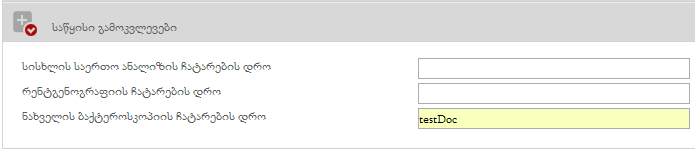 საწყისი გამოკვლევები
სისხლის საერთო ანალიზის ჩატარების დრო
რენტგენოგრაფიის ჩატარების დრო
ნახველის ბაქტეროსკოპიის ჩატარების დრო
testDoc